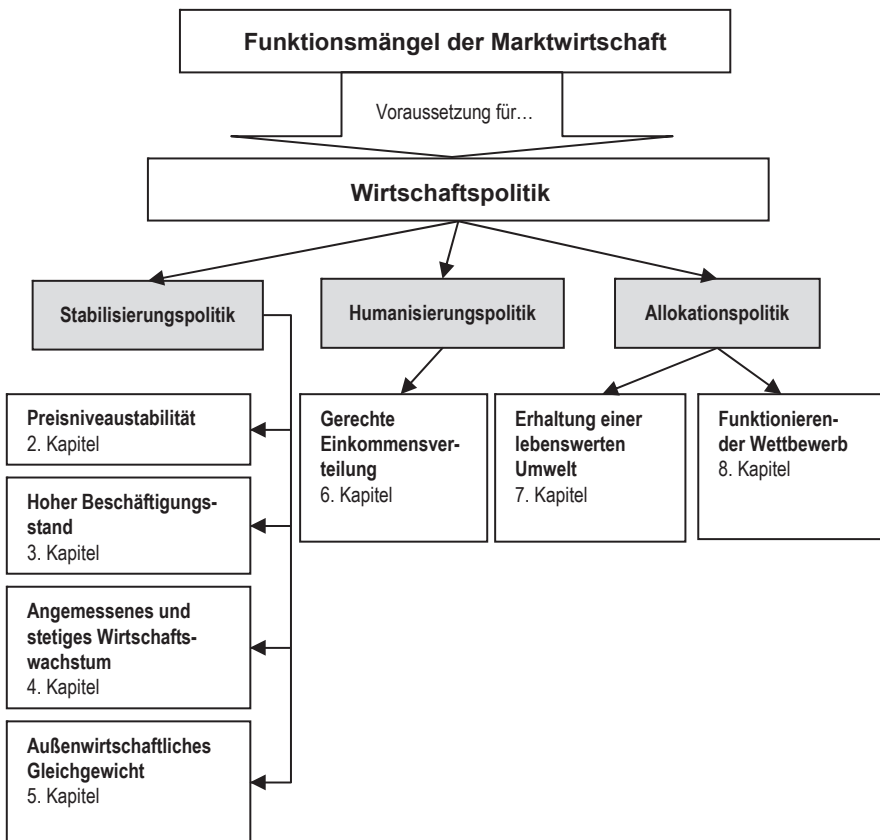 Funktionsmängel der Marktwirtschaft
Voraussetzung für…
Wirtschaftspolitik
Stabilisierungspolitik
Humanisierungspolitik
Allokationspolitik
Preisniveaustabilität
2. Kapitel
Hoher Beschäftigungs-
stand
3. Kapitel
Angemessenes und
stetiges Wirtschafts-
wachstum
4. Kapitel
Außenwirtschaftliches
Gleichgewicht
5. Kapitel
Gerechte
Einkommensver-
teilung
6. Kapitel
Erhaltung einer
lebenswerten
Umwelt
7. Kapitel
Funktionieren-
der Wettbewerb
8. Kapitel